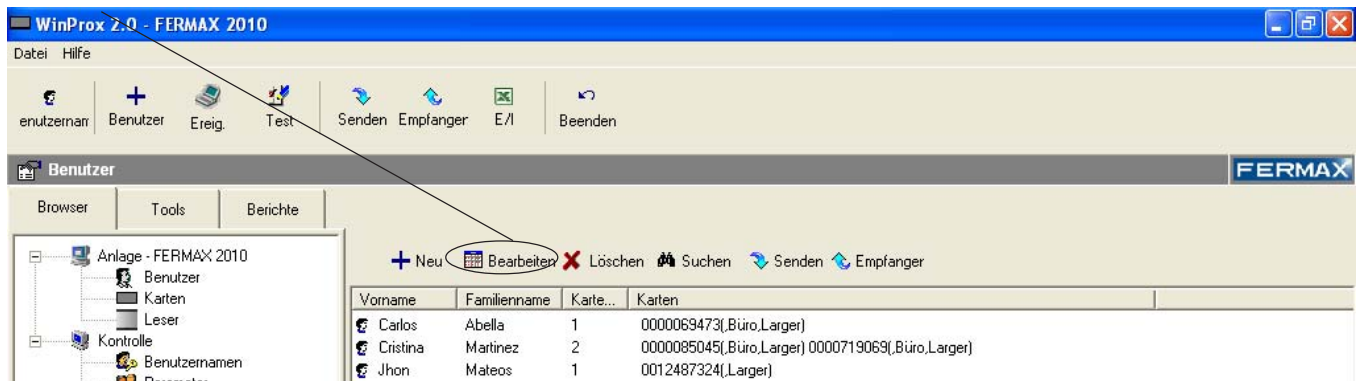 WinProx 2.0 - FERMAX 2010
Datei Hilfe
enutzernam Benutzer Ereig. Test Senden Empfanger E/I Beenden
Benutzer FERMAX
Browser Tools Berichte
Anlage - FERMAX 2010
Benutzer
Karten
Leser
Kontrolle
Benutzernamen
Neu Bearbeiten Löschen Suchen Senden Empfanger
Vorname Familienname Karte... Karten
Carlos Abella 1 0000069473(,Büro,Larger)
Cristina Martinez 2 0000085045(,Büro,Larger) 0000719069(,Büro,Larger)
Jhon Mateos 1 0012487324(,Larger)